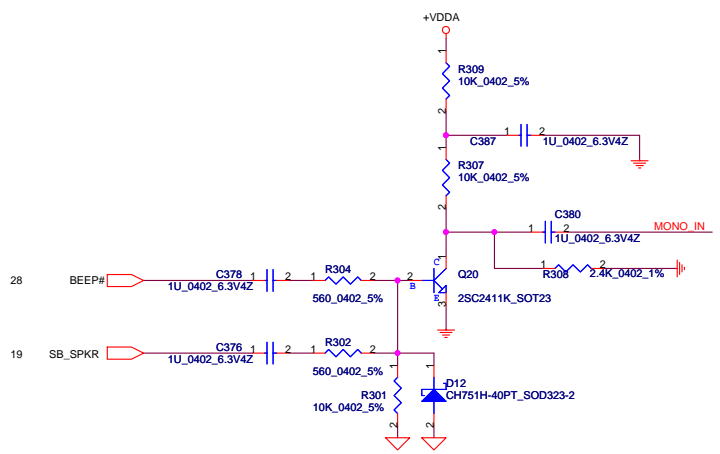 +VDDA
1
R309
10K_0402_5%
2
C387
1 2
1U_0402_6.3V4Z
1
R307
10K_0402_5%
2
C380
1 2
1U_0402_6.3V4Z
MONO_IN
1 2
R308
2.4K_0402_1%
28
BEEP#
C378
1U_0402_6.3V4Z
1 2
R304
1 2
560_0402_5%
2
B
C
1
E
3
Q20
2SC2411K_SOT23
19
SB_SPKR
C376
1U_0402_6.3V4Z
1 2
R302
1 2
560_0402_5%
1
R301
10K_0402_5%
2
1
D12
CH751H-40PT_SOD323-2
2